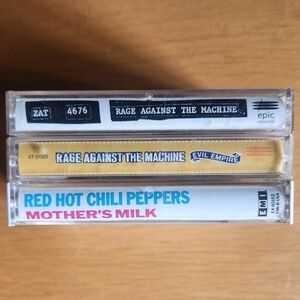 ZAT 4676 RAGE AGAINST THE MACHINE epic
RAGE AGAINST THE MACHINE EVIL EMPIRE
RED HOT CHILI PEPPERS
MOTHER'S MILK
EMI